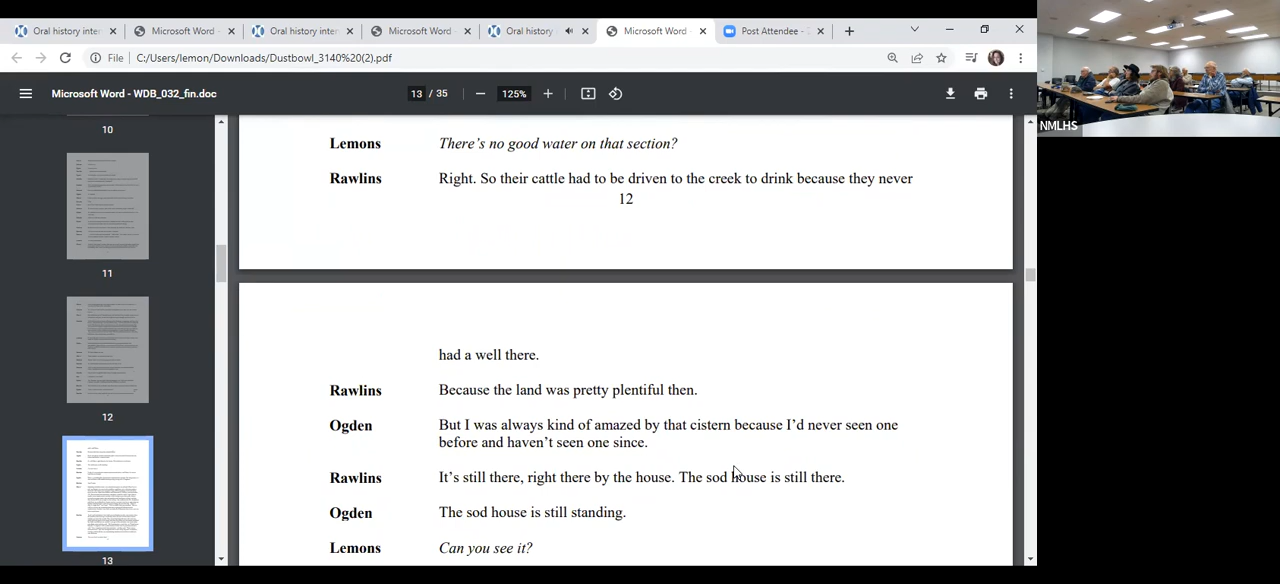 Oral history inte
Microsoft Word -
Oral history inte
Microsoft Word -
Oral history
Microsoft Word -
Post Attendee -
File
C:/Users/lemon/Downloads/Dustbowl_3140%20(2).pdf
Microsoft Word - WDB_032_fin.doc
13 / 35
125%
NMLHS
10
11
12
13
Lemons There's no good water on that section?
Rawlins Right. So their cattle had to be driven to the creek to drink because they never
12
had a well there.
Rawlins Because the land was pretty plentiful then.
Ogden But I was always kind of amazed by that cistern because I'd never seen one
before and haven't seen one since.
Rawlins It's still there, right there by the house. The sod house is still there.
Ogden The sod house is still standing.
Lemons Can you see it?